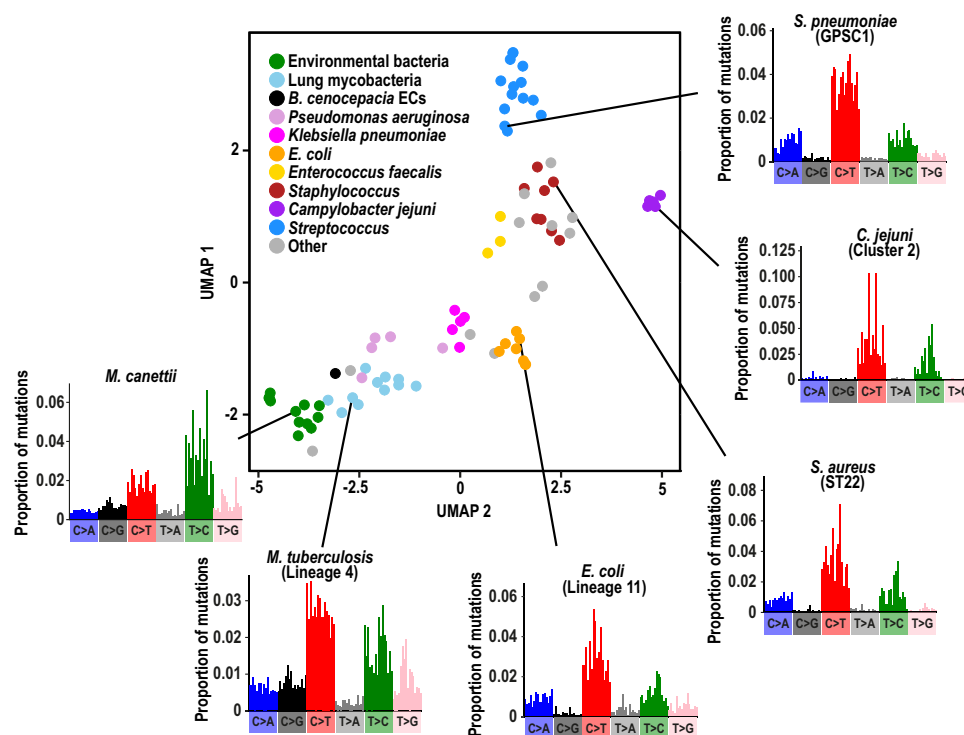 S. pneumoniae
(GPSC1)
Proportion of mutations
0.06
0.04
0.02
0
C>A C>G C>T T>A T>C T>G
Environmental bacteria
Lung mycobacteria
B. cenocepacia ECs
Pseudomonas aeruginosa
Klebsiella pneumoniae
E. coli
Enterococcus faecalis
Staphylococcus
Campylobacter jejuni
Streptococcus
Other
UMAP 1
2
0
-2
-5 -2.5 0 2.5 5
UMAP 2
C. jejuni
(Cluster 2)
Proportion of mutations
0.125
0.100
0.075
0.050
0.025
0
C>A C>G C>T T>A T>C T>G
M. canettii
Proportion of mutations
0.06
0.04
0.02
0
C>A C>G C>T T>A T>C T>G
S. aureus
(ST22)
Proportion of mutations
0.08
0.06
0.04
0.02
0
C>A C>G C>T T>A T>C T>G
M. tuberculosis
(Lineage 4)
Proportion of mutations
0.03
0.02
0.01
0
C>A C>G C>T T>A T>C T>G
E. coli
(Lineage 11)
Proportion of mutations
0.06
0.04
0.02
0
C>A C>G C>T T>A T>C T>G